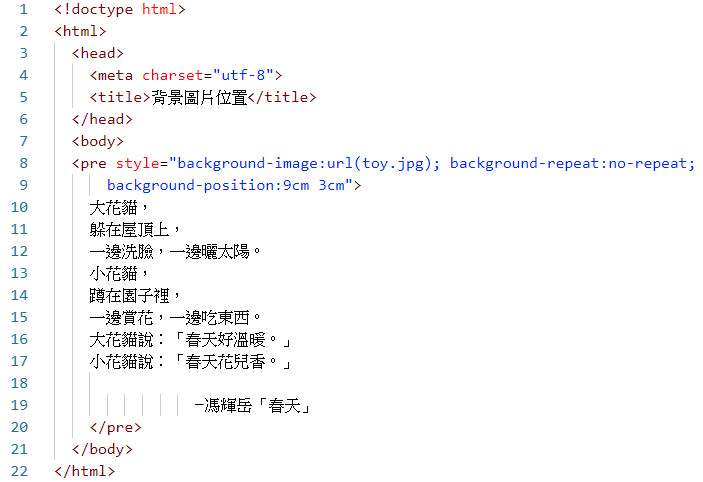 1 <!doctype html>
2 <html>
3 <head>
4 <meta charset="utf-8">
5 <title>背景圖片位置</title>
6 </head>
7 <body>
8 <pre style="background-image:url(toy.jpg); background-repeat:no-repeat;
9 background-position:9cm 3cm">
10 大花貓，
11 躲在屋頂上，
12 一邊洗臉，一邊曬太陽。
13 小花貓，
14 蹲在園子裡，
15 一邊賞花，一邊吃東西。
16 大花貓說：「春天好溫暖。」
17 小花貓說：「春天花兒香。」
18
19 —馮輝岳「春天」
20 </pre>
21 </body>
22 </html>